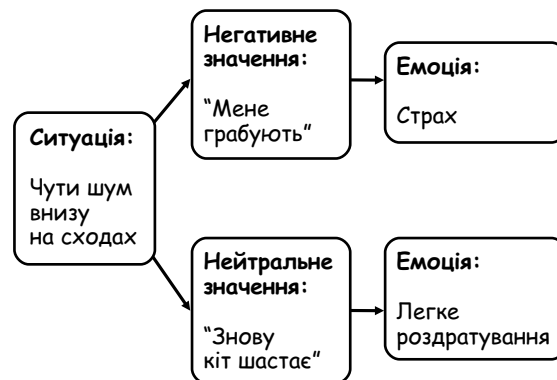 Ситуація:
Чути шум
внизу
на сходах
Негативне
значення:
“Мене
грабують”
Емоція:
Страх
Нейтральне
значення:
“Знову
кіт шастає”
Емоція:
Легке
роздратування